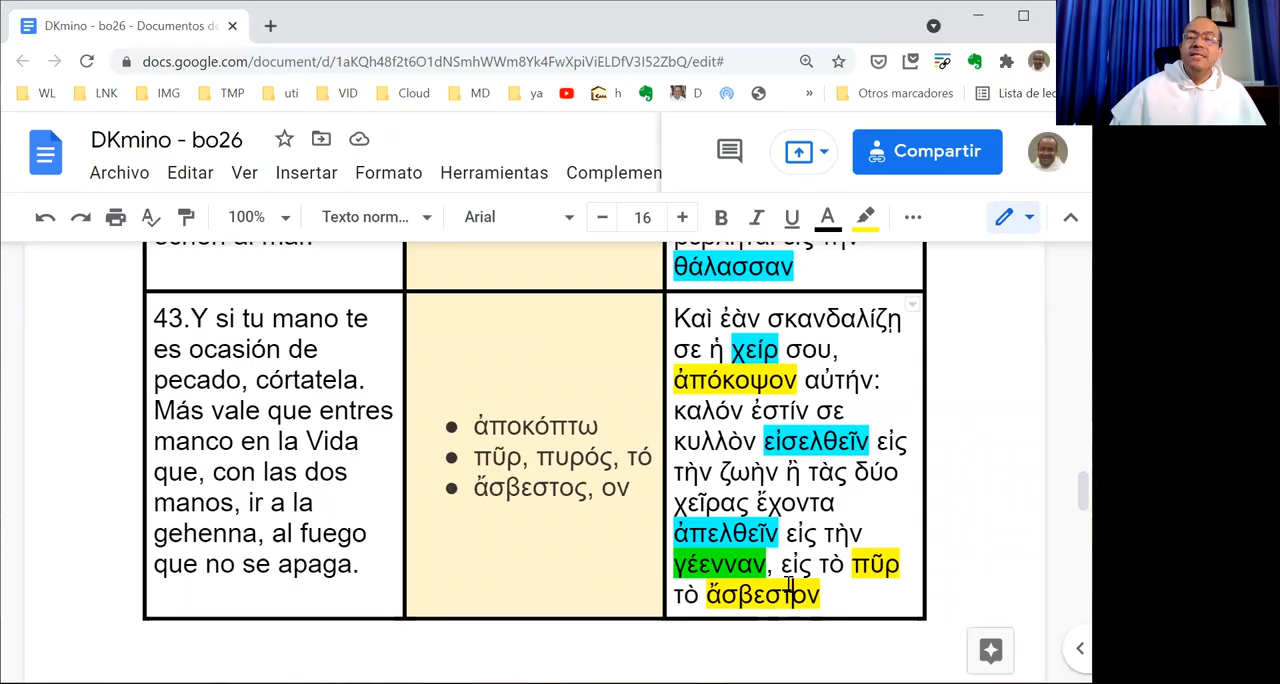 DKmino - bo26 - Documentos de
docs.google.com/document/d/1aKQh48f2t6O1dNSmhWWm8Yk4FwXpiViELDfV3I52ZbQ/edit#
WL LNK IMG TMP uti VID Cloud MD ya h D » Otros marcadores Lista de lec
DKmino - bo26
Archivo Editar Ver Insertar Formato Herramientas Complemen
Compartir
100% Texto norm... Arial 16 B I U A
θάλασσαν
43.Y si tu mano te
es ocasión de
pecado, córtatela.
Más vale que entres
manco en la Vida
que, con las dos
manos, ir a la
gehenna, al fuego
que no se apaga.
● ἀποκόπτω
● πῦρ, πυρός, τό
● ἄσβεστος, ον
Καὶ ἐὰν σκανδαλίζῃ
σε ἡ χείρ σου,
ἀπόκοψον αὐτήν:
καλόν ἐστίν σε
κυλλὸν εἰσελθεῖν εἰς
τὴν ζωὴν ἢ τὰς δύο
χεῖρας ἔχοντα
ἀπελθεῖν εἰς τὴν
γέενναν, εἰς τὸ πῦρ
τὸ ἄσβεστον